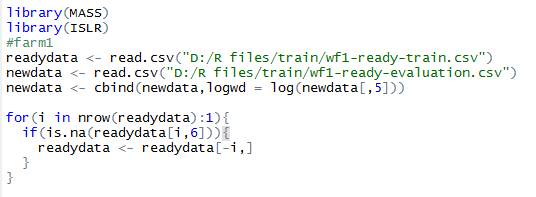 library(MASS)
library(ISLR)
#farm1
readydata <- read.csv("D:/R files/train/wf1-ready-train.csv")
newdata <- read.csv("D:/R files/train/wf1-ready-evaluation.csv")
newdata <- cbind(newdata,logwd = log(newdata[,5]))

for(i in nrow(readydata):1){
  if(is.na(readydata[i,6])){
    readydata <- readydata[-i,]
  }
}